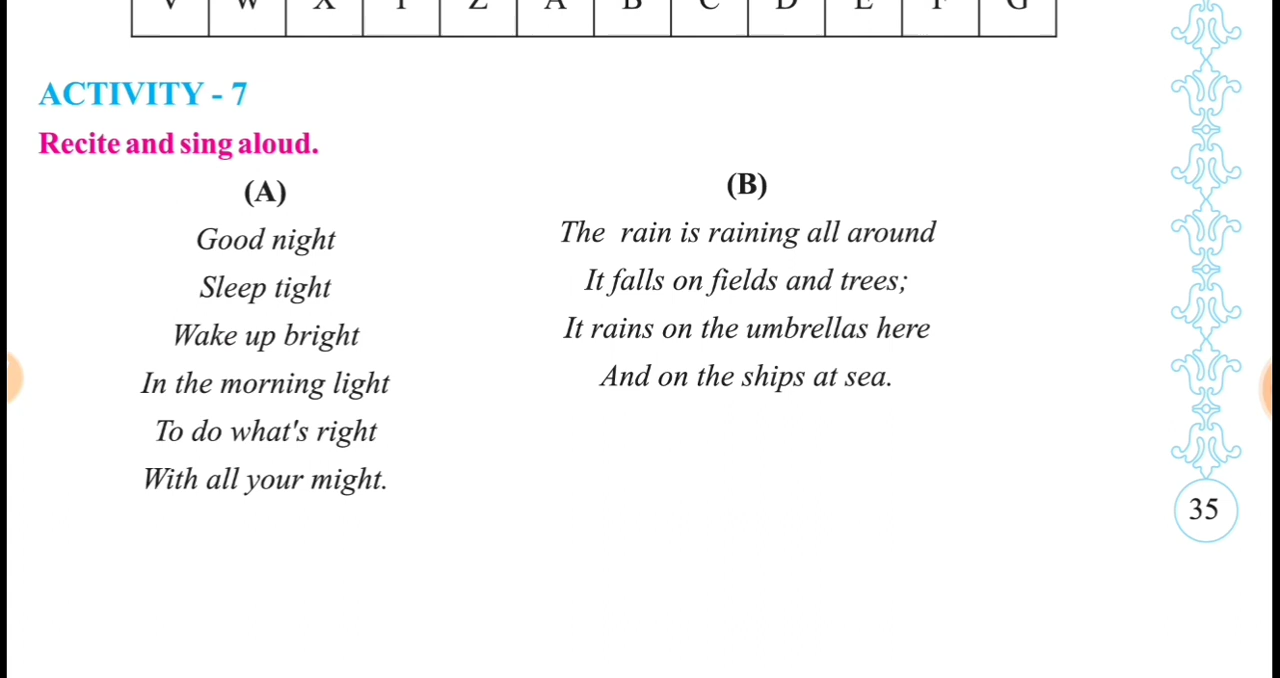 V W X Y Z A B C D E F G
ACTIVITY - 7
Recite and sing aloud.
(A)
Good night
Sleep tight
Wake up bright
In the morning light
To do what's right
With all your might.
(B)
The rain is raining all around
It falls on fields and trees;
It rains on the umbrellas here
And on the ships at sea.
35